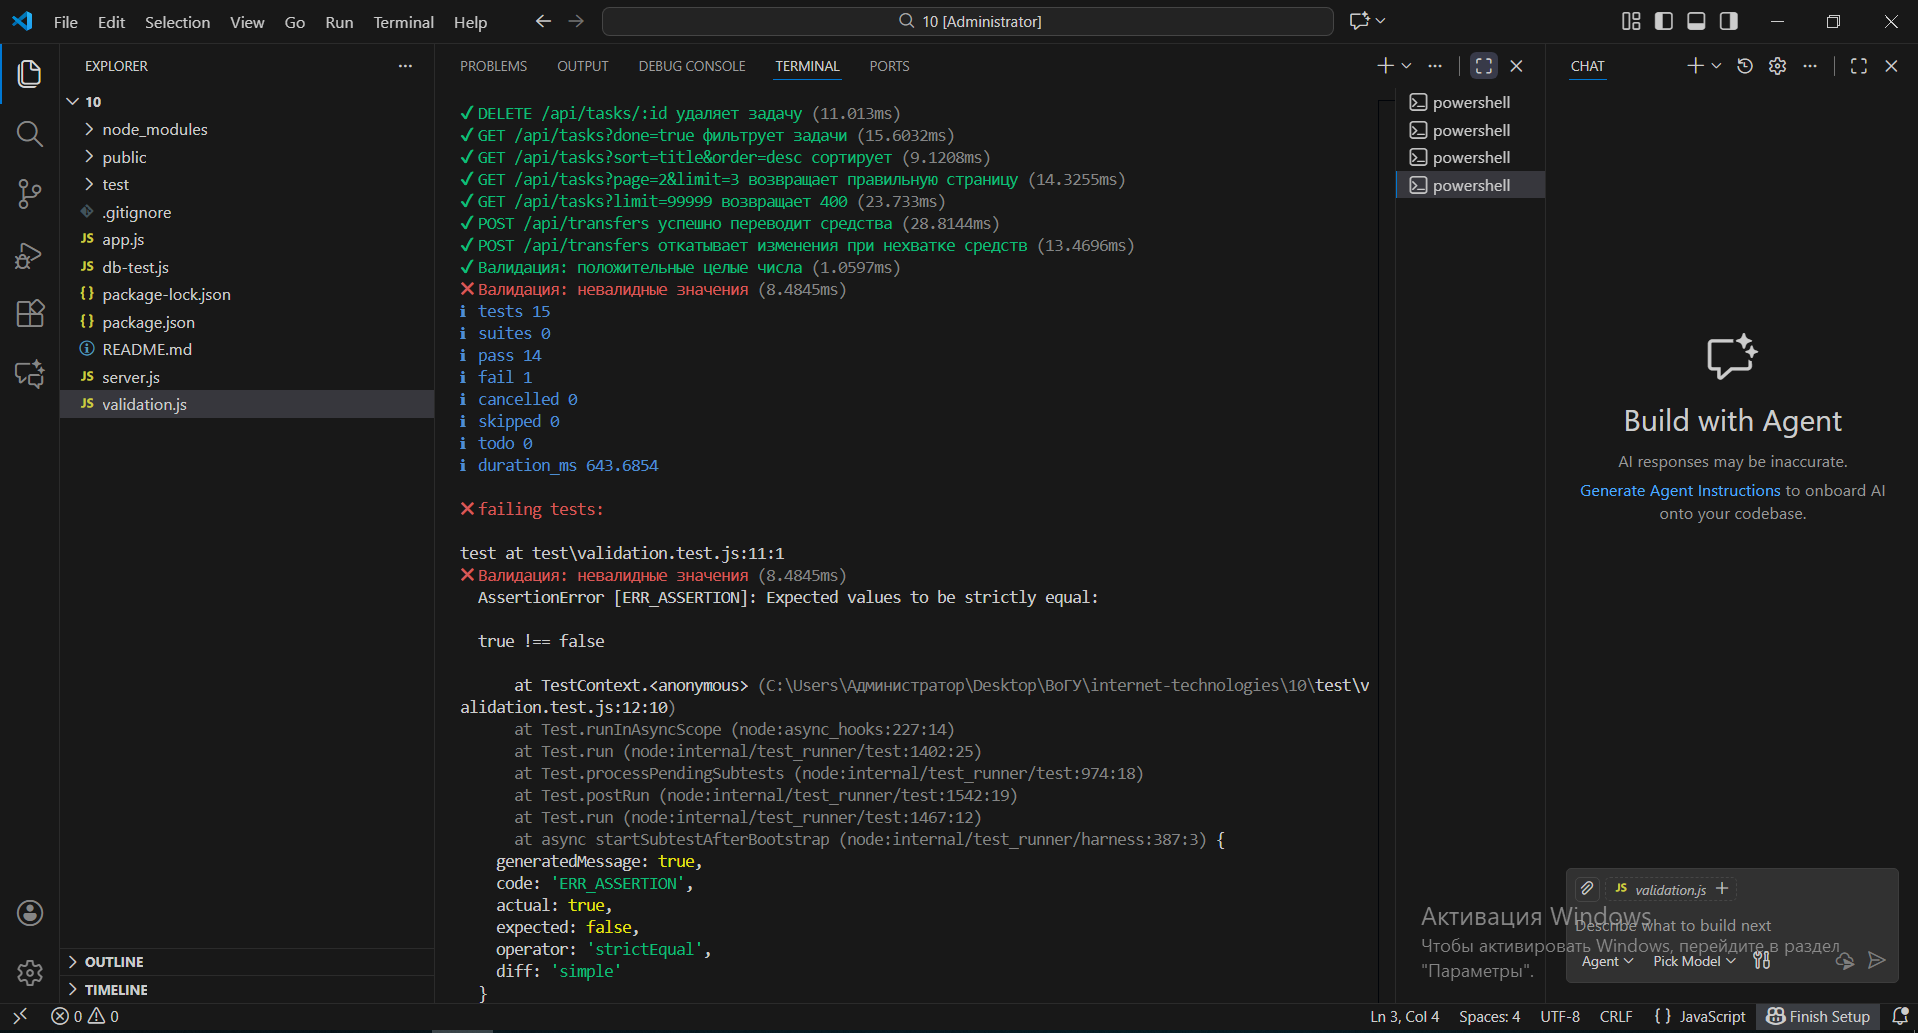 File Edit Selection View Go Run Terminal Help
10 [Administrator]
EXPLORER
10
node_modules
public
test
.gitignore
JS app.js
JS db-test.js
{} package-lock.json
{} package.json
README.md
JS server.js
JS validation.js
OUTLINE
TIMELINE
PROBLEMS OUTPUT DEBUG CONSOLE TERMINAL PORTS
✔ DELETE /api/tasks/:id удаляет задачу (11.013ms)
✔ GET /api/tasks?done=true фильтрует задачи (15.6032ms)
✔ GET /api/tasks?sort=title&order=desc сортирует (9.1208ms)
✔ GET /api/tasks?page=2&limit=3 возвращает правильную страницу (14.3255ms)
✔ GET /api/tasks?limit=99999 возвращает 400 (23.733ms)
✔ POST /api/transfers успешно переводит средства (28.8144ms)
✔ POST /api/transfers откатывает изменения при нехватке средств (13.4696ms)
✔ Валидация: положительные целые числа (1.0597ms)
✖ Валидация: невалидные значения (8.4845ms)
ℹ tests 15
ℹ suites 0
ℹ pass 14
ℹ fail 1
ℹ cancelled 0
ℹ skipped 0
ℹ todo 0
ℹ duration_ms 643.6854
✖ failing tests:
test at test\validation.test.js:11:1
✖ Валидация: невалидные значения (8.4845ms)
AssertionError [ERR_ASSERTION]: Expected values to be strictly equal:
true !== false
at TestContext.<anonymous> (C:\Users\Администратор\Desktop\ВоГУ\internet-technologies\10\test\v
alidation.test.js:12:10)
at Test.runInAsyncScope (node:async_hooks:227:14)
at Test.run (node:internal/test_runner/test:1402:25)
at Test.processPendingSubtests (node:internal/test_runner/test:974:18)
at Test.postRun (node:internal/test_runner/test:1542:19)
at Test.run (node:internal/test_runner/test:1467:12)
at async startSubtestAfterBootstrap (node:internal/test_runner/harness:387:3) {
generatedMessage: true,
code: 'ERR_ASSERTION',
actual: true,
expected: false,
operator: 'strictEqual',
diff: 'simple'
}
powershell
powershell
powershell
powershell
CHAT
Build with Agent
AI responses may be inaccurate.
Generate Agent Instructions to onboard AI
onto your codebase.
JS validation.js
Describe what to build next
Agent Pick Model
Активация Windows
Чтобы активировать Windows, перейдите в раздел
"Параметры".
0 0
Ln 3, Col 4 Spaces: 4 UTF-8 CRLF {} JavaScript Finish Setup